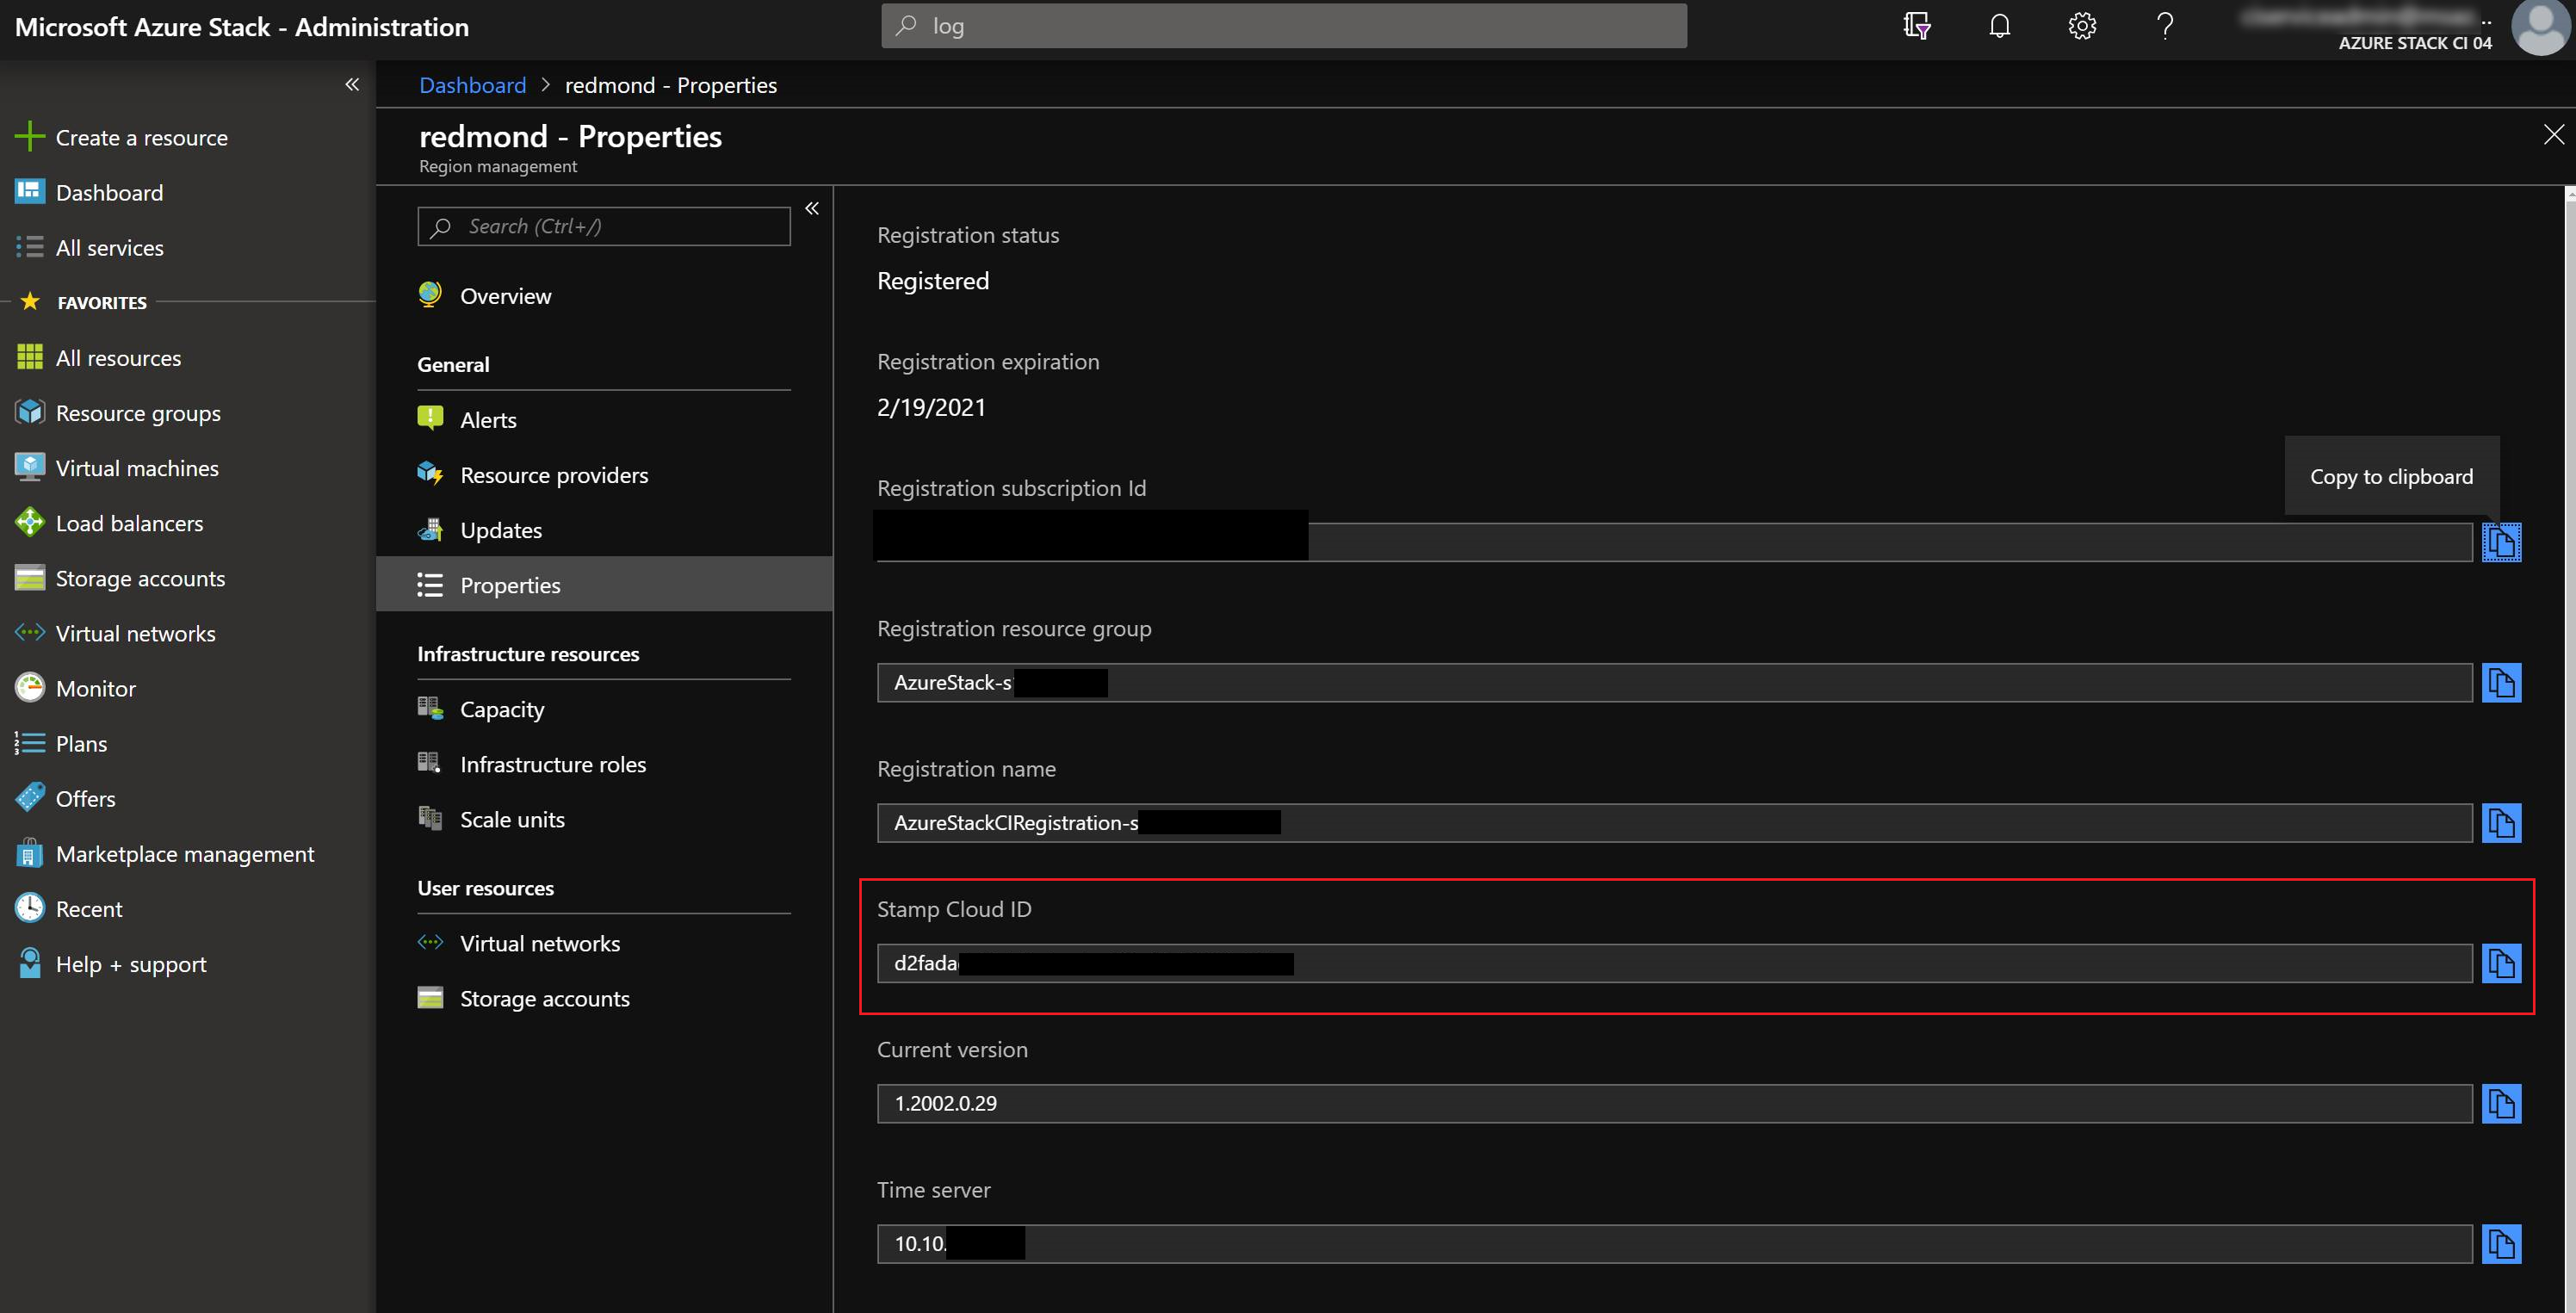 Microsoft Azure Stack - Administration
log
AZURE STACK CI 04
Create a resource
Dashboard
All services
FAVORITES
All resources
Resource groups
Virtual machines
Load balancers
Storage accounts
Virtual networks
Monitor
Plans
Offers
Marketplace management
Recent
Help + support
Dashboard > redmond - Properties
redmond - Properties
Region management
Search (Ctrl+/)
Overview
General
Alerts
Resource providers
Updates
Properties
Infrastructure resources
Capacity
Infrastructure roles
Scale units
User resources
Virtual networks
Storage accounts
Registration status
Registered
Registration expiration
2/19/2021
Copy to clipboard
Registration subscription Id
Registration resource group
AzureStack-s
Registration name
AzureStackCIRegistration-s
Stamp Cloud ID
d2fada
Current version
1.2002.0.29
Time server
10.10.